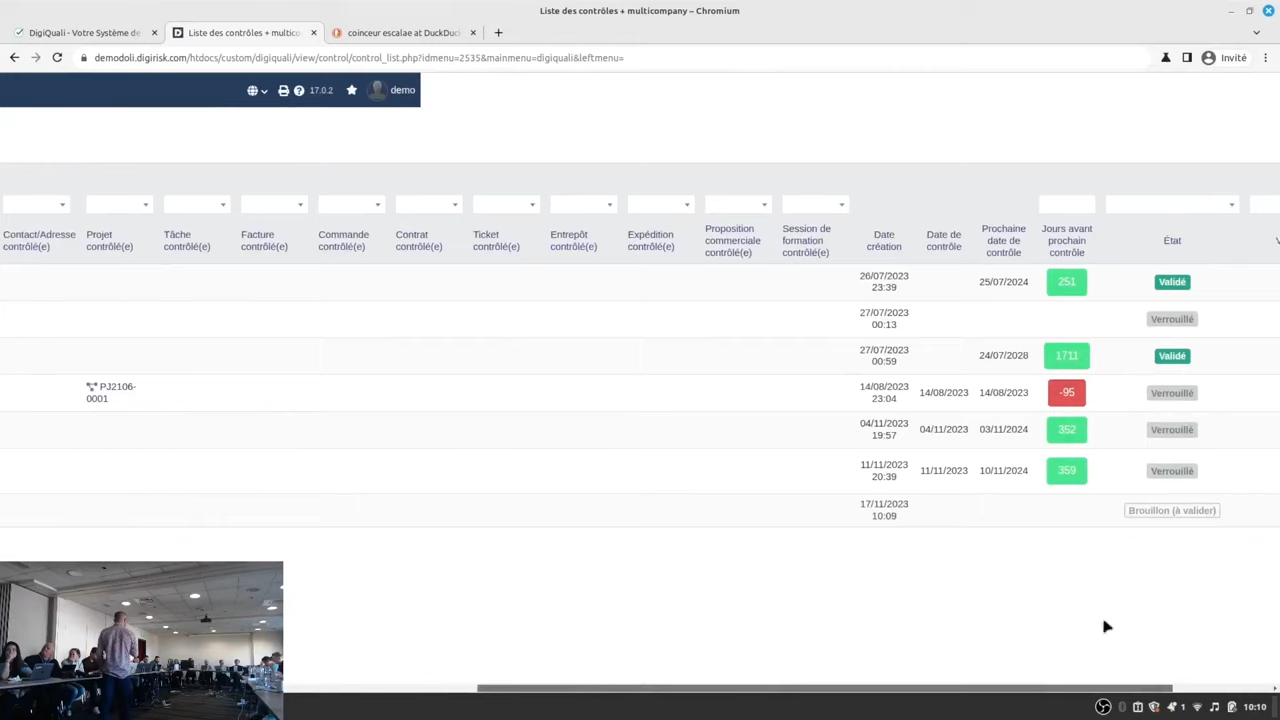 Liste des contrôles + multicompany – Chromium
DigiQuali - Votre Système de
Liste des contrôles + multico
coinceur escalae at DuckDuc
demodoli.digirisk.com/htdocs/custom/digiquali/view/control/control_list.php?idmenu=2535&mainmenu=digiquali&leftmenu=
Invité
17.0.2
demo
Contact/Adresse
contrôlé(e)
Projet
contrôlé(e)
Tâche
contrôlé(e)
Facture
contrôlé(e)
Commande
contrôlé(e)
Contrat
contrôlé(e)
Ticket
contrôlé(e)
Entrepôt
contrôlé(e)
Expédition
contrôlé(e)
Proposition
commerciale
contrôlé(e)
Session de
formation
contrôlé(e)
Date
création
Date de
contrôle
Prochaine
date de
contrôle
Jours avant
prochain
contrôle
État
26/07/2023
23:39
25/07/2024
251
Validé
27/07/2023
00:13
Verrouillé
27/07/2023
00:59
24/07/2028
1711
Validé
PJ2106-
0001
14/08/2023
23:04
14/08/2023
14/08/2023
-95
Verrouillé
04/11/2023
19:57
04/11/2023
03/11/2024
352
Verrouillé
11/11/2023
20:39
11/11/2023
10/11/2024
359
Verrouillé
17/11/2023
10:09
Brouillon (à valider)
1
10:10